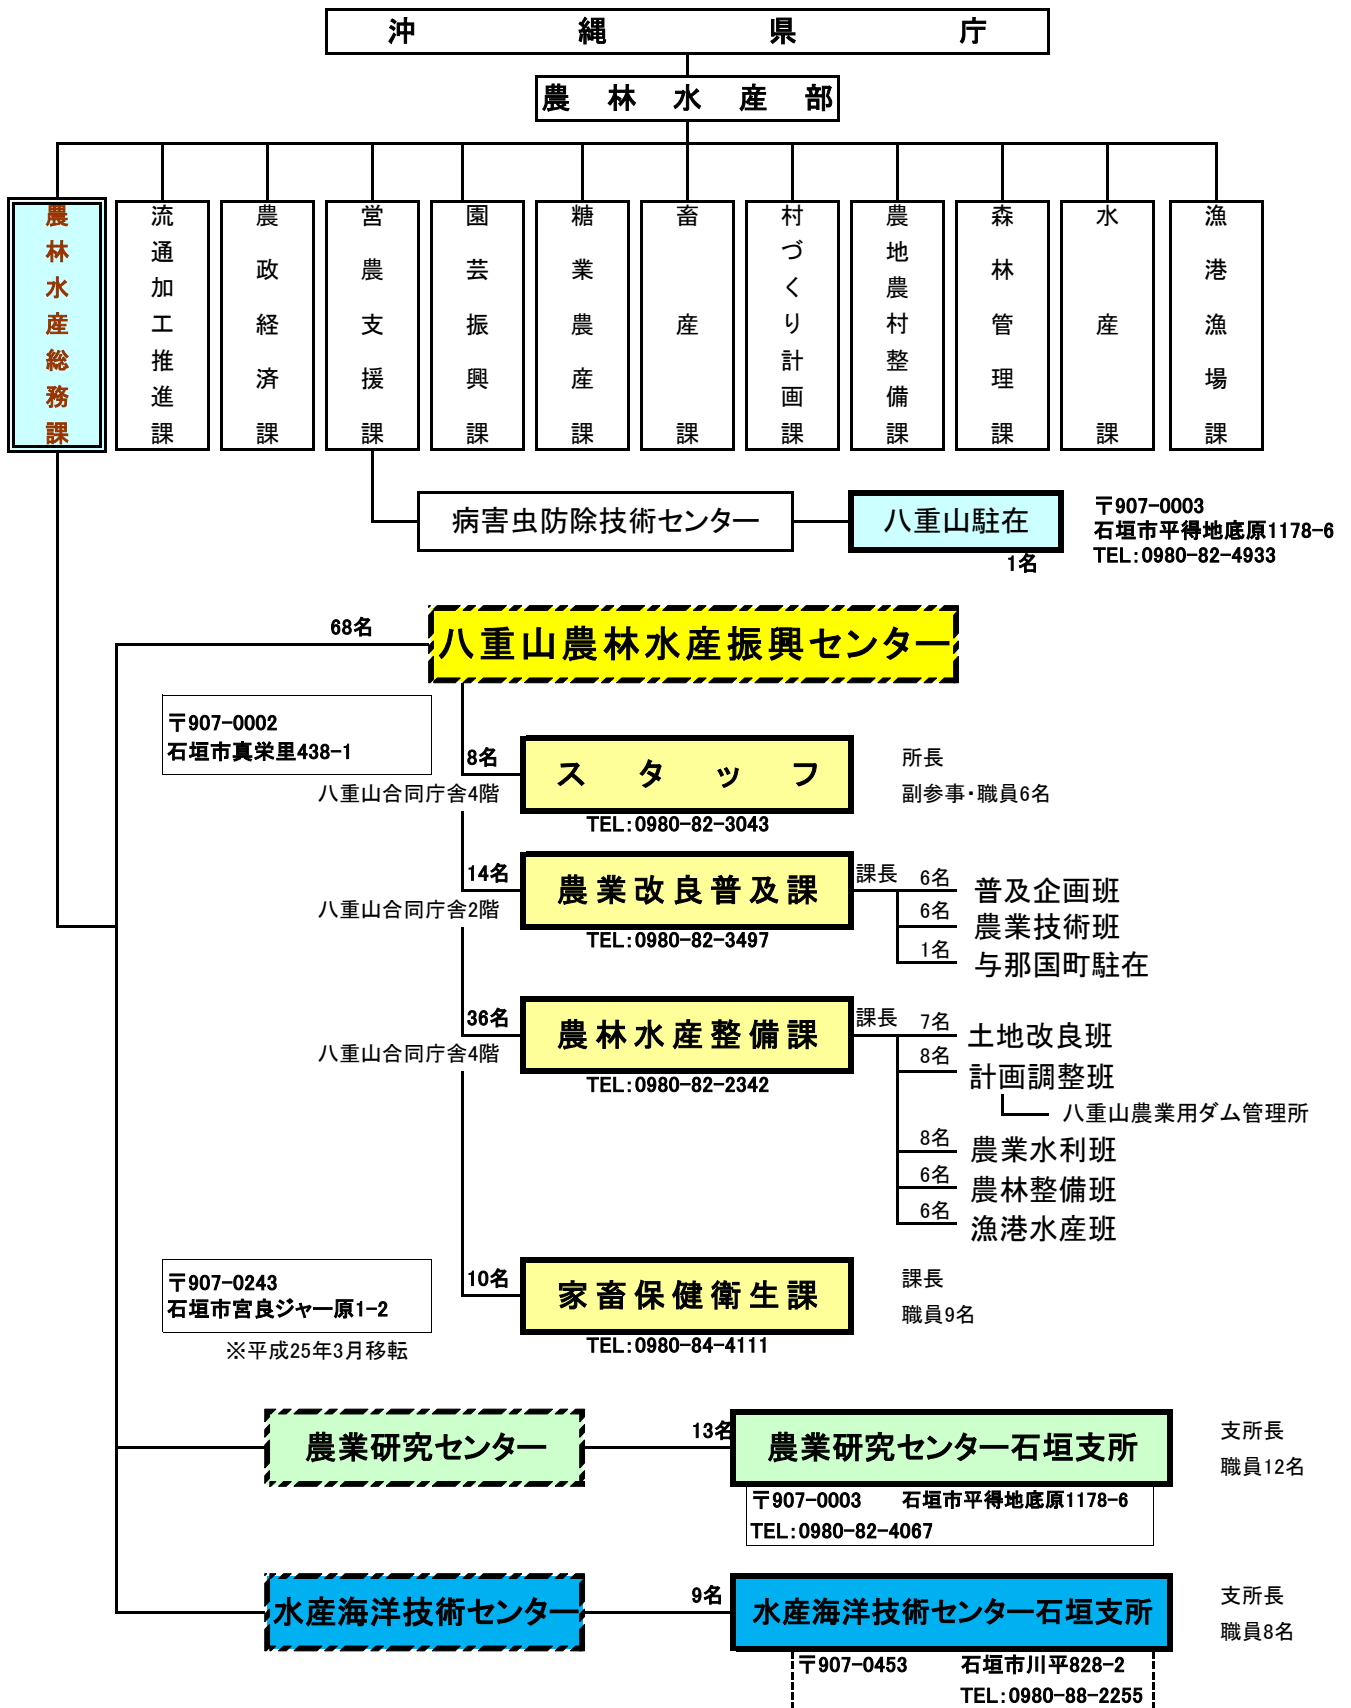 沖縄県庁
農林水産部
農林水産総務課
流通加工推進課
農政経済課
営農支援課
園芸振興課
糖業農産課
畜産課
村づくり計画課
農地農村整備課
森林管理課
水産課
漁港漁場課
病害虫防除技術センター
八重山駐在
1名
〒907-0003
石垣市平得地底原1178-6
TEL:0980-82-4933
68名
八重山農林水産振興センター
〒907-0002
石垣市真栄里438-1
8名
スタッフ
所長
副参事・職員6名
八重山合同庁舎4階
TEL:0980-82-3043
14名
農業改良普及課
課長
6名
普及企画班
6名
農業技術班
1名
与那国町駐在
八重山合同庁舎2階
TEL:0980-82-3497
36名
農林水産整備課
課長
7名
土地改良班
8名
計画調整班
八重山農業用ダム管理所
8名
農業水利班
6名
農林整備班
6名
漁港水産班
八重山合同庁舎4階
TEL:0980-82-2342
〒907-0243
石垣市宮良ジャー原1-2
※平成25年3月移転
10名
家畜保健衛生課
課長
職員9名
TEL:0980-84-4111
農業研究センター
13名
農業研究センター石垣支所
支所長
職員12名
〒907-0003 石垣市平得地底原1178-6
TEL:0980-82-4067
水産海洋技術センター
9名
水産海洋技術センター石垣支所
支所長
職員8名
〒907-0453 石垣市川平828-2
TEL:0980-88-2255